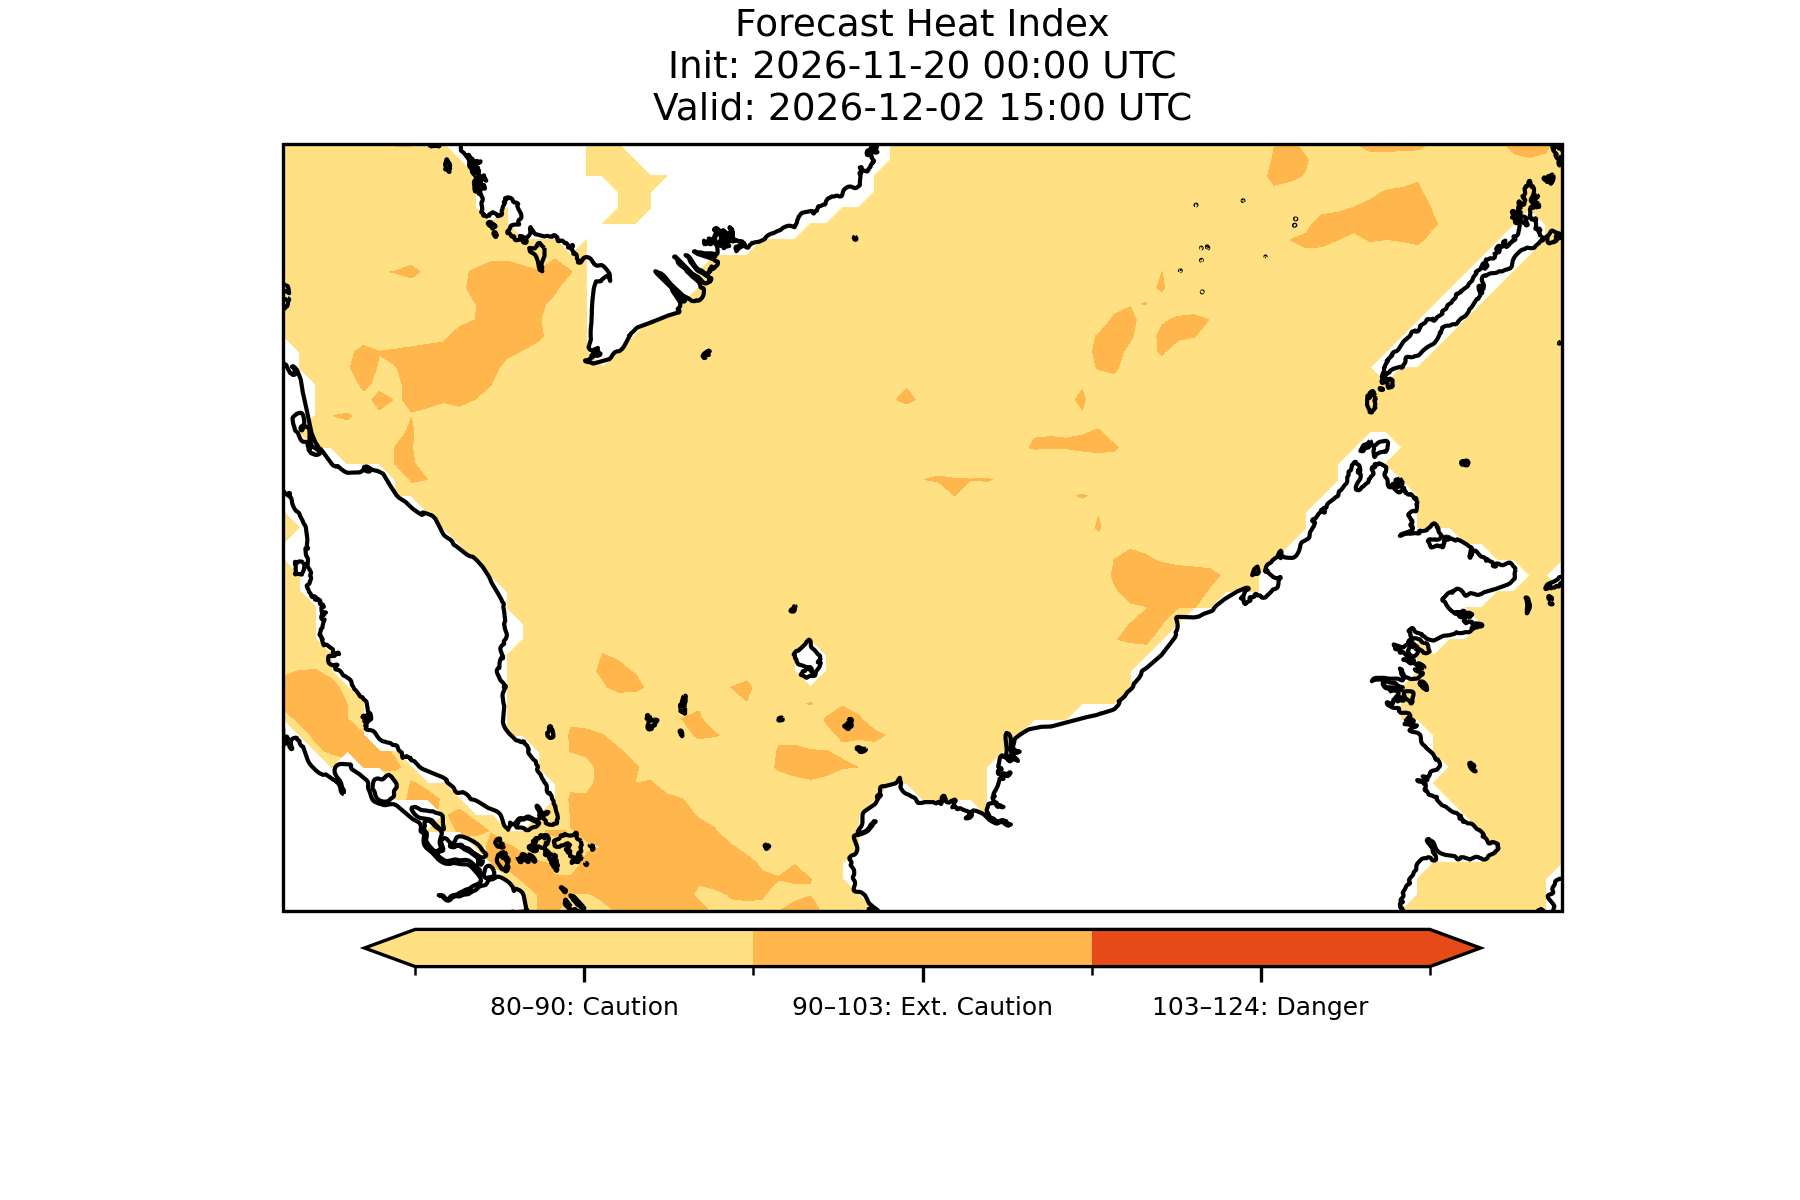 Forecast Heat Index
Init: 2026-11-20 00:00 UTC
Valid: 2026-12-02 15:00 UTC
80–90: Caution
90–103: Ext. Caution
103–124: Danger